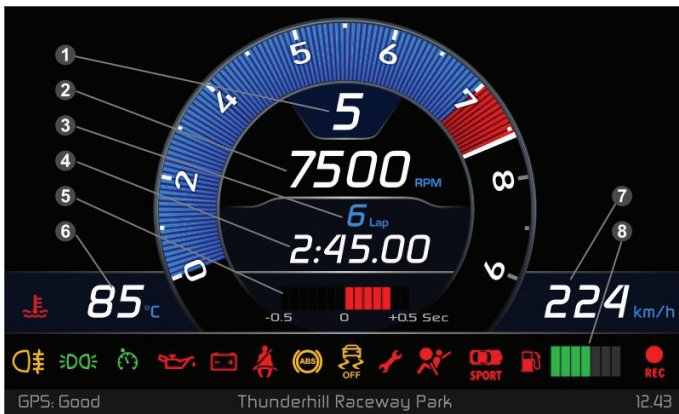 5
6
4
7
1
5
2
7500 RPM
2
8
3
6 Lap
4
2:45.00
5
0
9
6
7
8
85 °C
224 km/h
-0.5 0 +0.5 Sec
ABS
OFF
SPORT
REC
GPS: Good Thunderhill Raceway Park 12.43